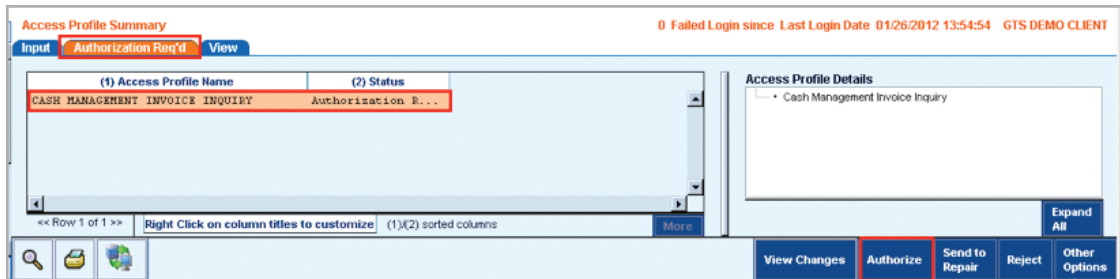 Access Profile Summary
0 Failed Login since Last Login Date 01/26/2012 13:54:54 GTS DEMO CLIENT
Input Authorization Req'd View
(1) Access Profile Name (2) Status
CASH MANAGEMENT INVOICE INQUIRY Authorization R...
Access Profile Details
Cash Management Invoice Inquiry
<< Row 1 of 1 >> Right Click on column titles to customize (1)/(2) sorted columns More
Expand
All
View Changes Authorize Send to
Repair Reject Other
Options